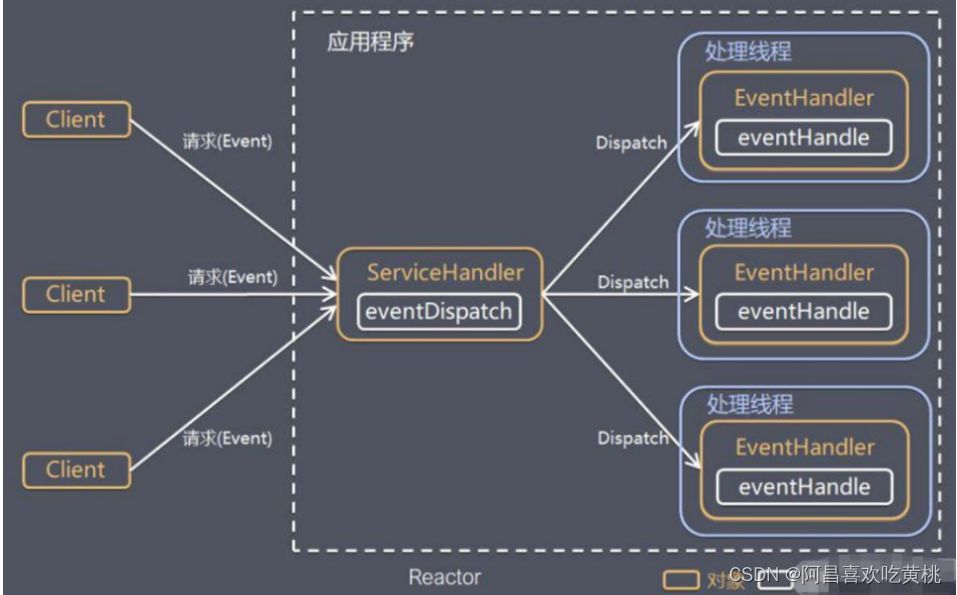 应用程序
处理线程
EventHandler
eventHandle
Client
请求(Event)
Dispatch
处理线程
EventHandler
eventHandle
Client
请求(Event)
ServiceHandler
eventDispatch
Dispatch
处理线程
EventHandler
eventHandle
Client
请求(Event)
Dispatch
Reactor
对象
CSDN @阿昌喜欢吃黄桃